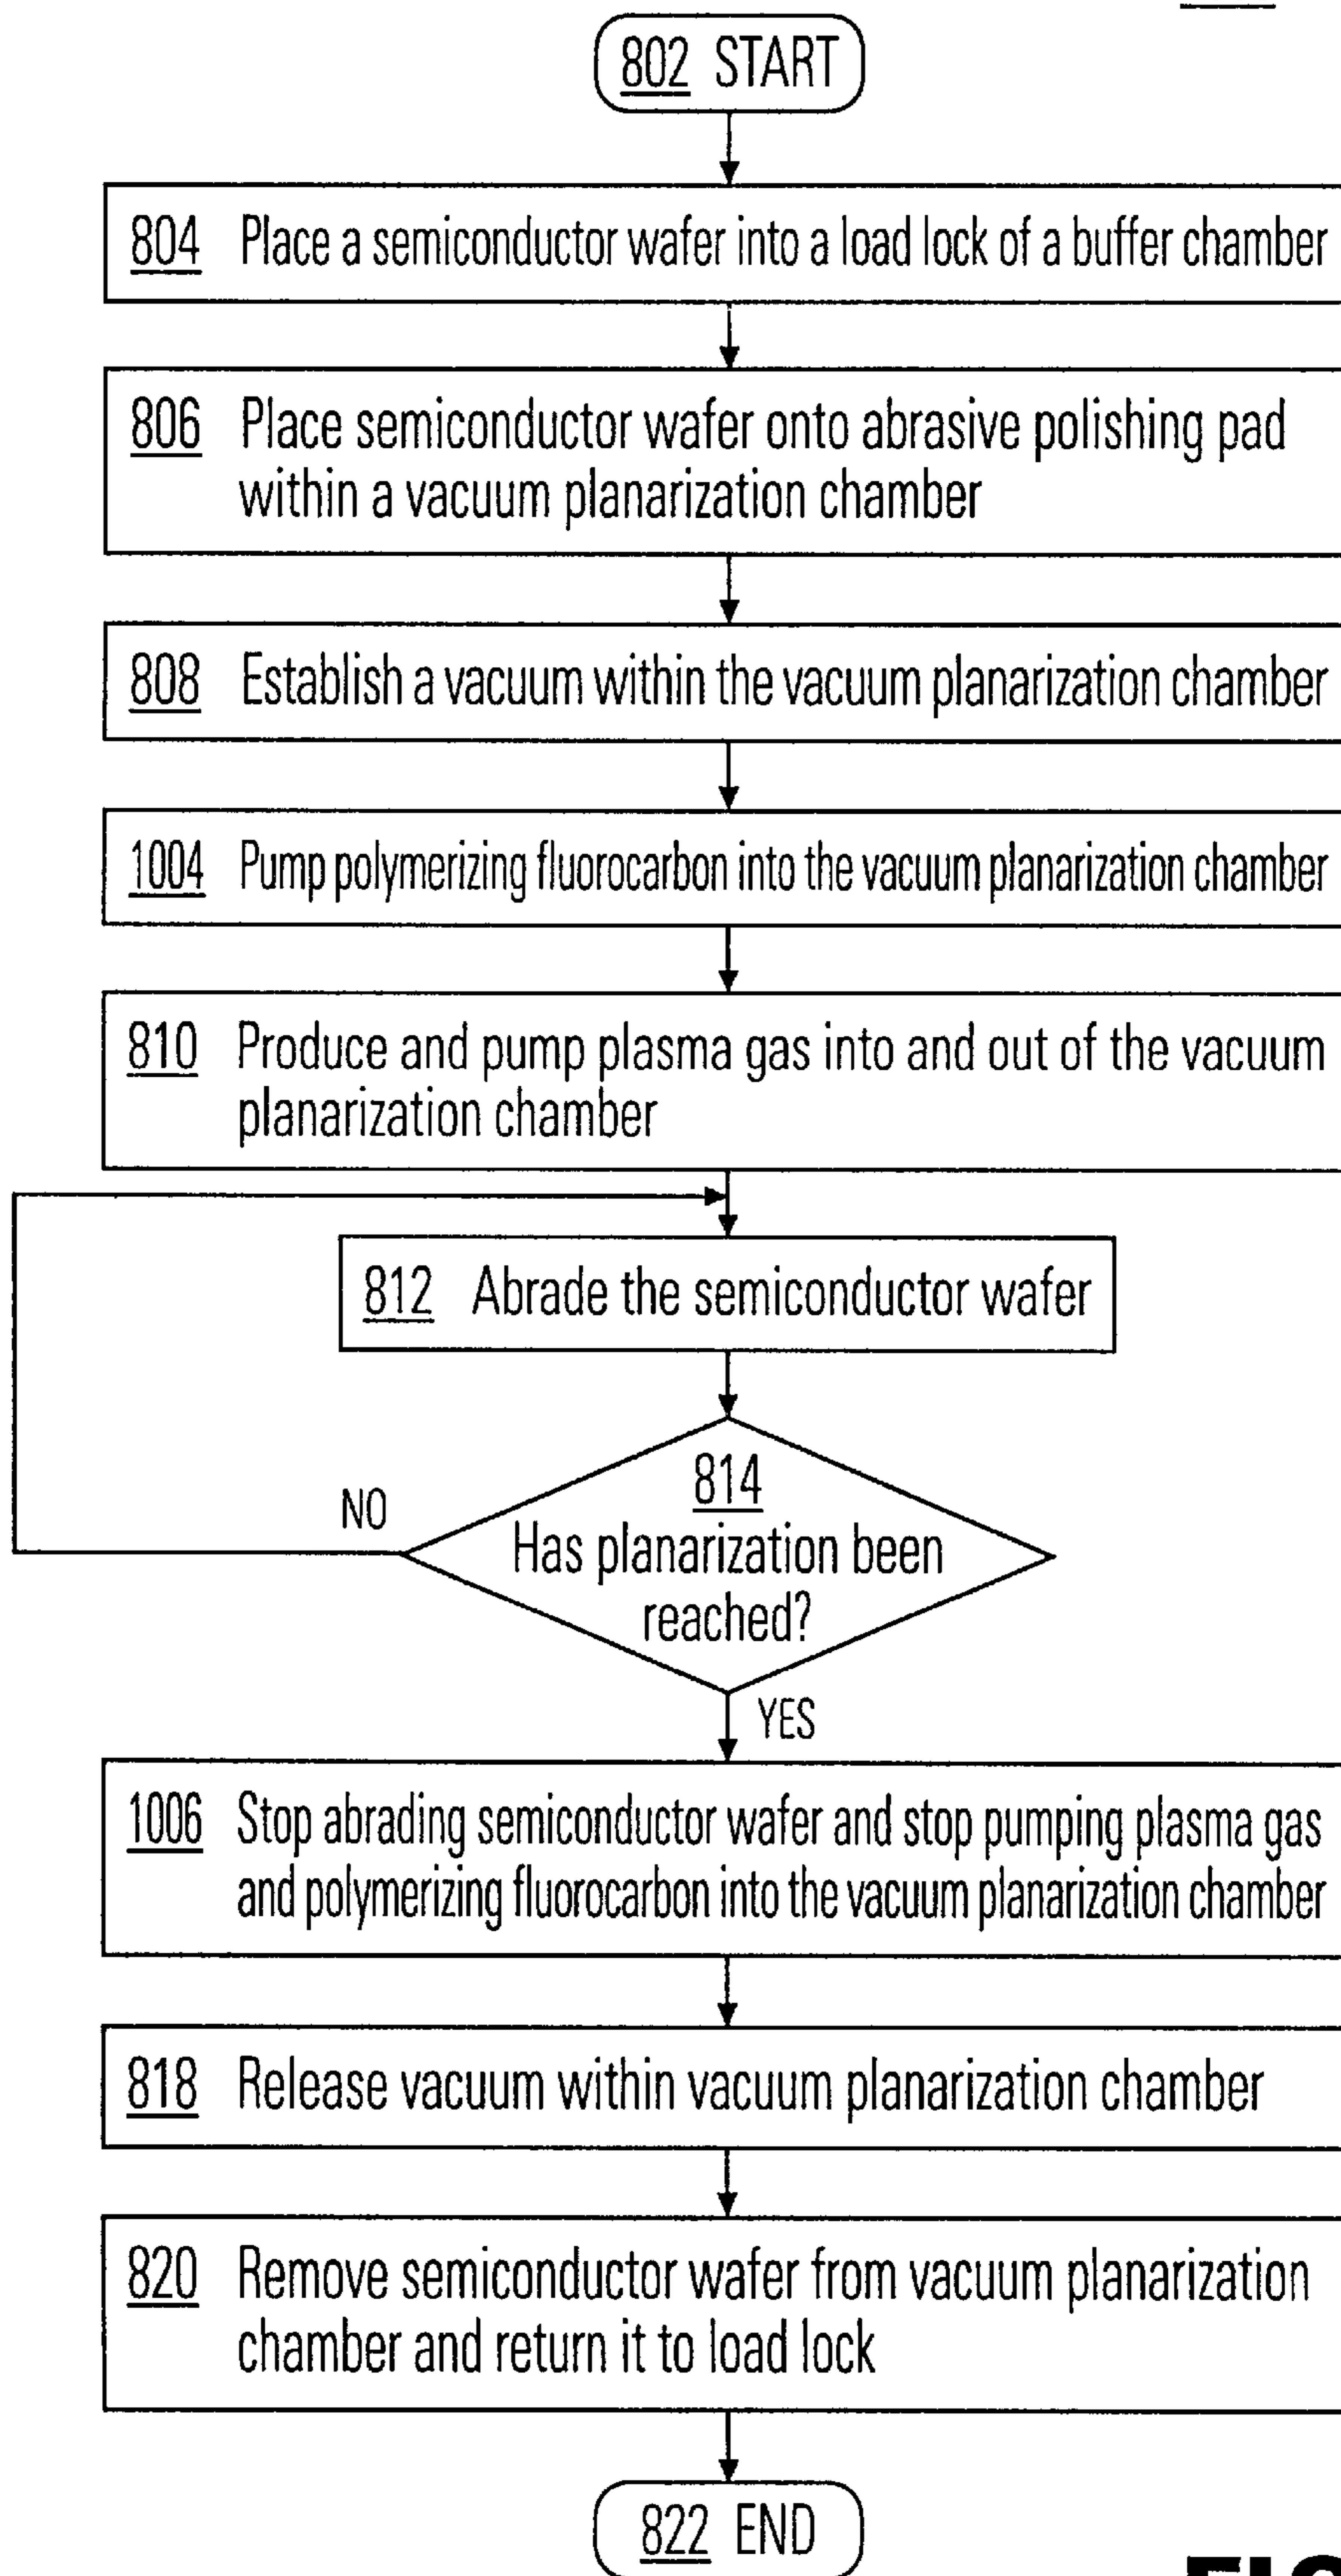 802 START
804 Place a semiconductor wafer into a load lock of a buffer chamber
806 Place semiconductor wafer onto abrasive polishing pad
within a vacuum planarization chamber
808 Establish a vacuum within the vacuum planarization chamber
1004 Pump polymerizing fluorocarbon into the vacuum planarization chamber
810 Produce and pump plasma gas into and out of the vacuum
planarization chamber
812 Abrade the semiconductor wafer
814
Has planarization been
reached?
NO
YES
1006 Stop abrading semiconductor wafer and stop pumping plasma gas
and polymerizing fluorocarbon into the vacuum planarization chamber
818 Release vacuum within vacuum planarization chamber
820 Remove semiconductor wafer from vacuum planarization
chamber and return it to load lock
822 END